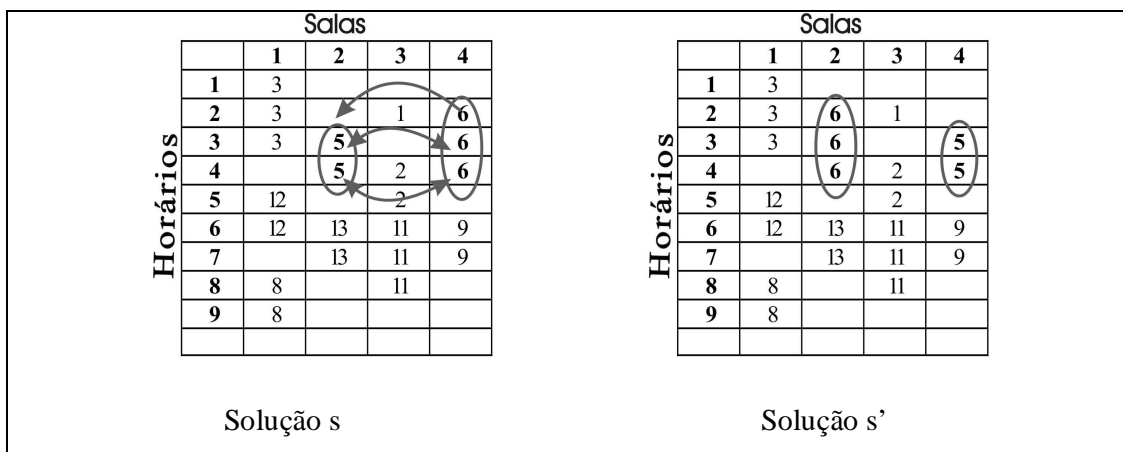 Salas Salas
1 2 3 4 1 2 3 4
1 3 1 3
2 3 1 6 2 3 6 1
3 3 5 6 3 3 6 5
4 5 2 6 4 6 2 5
5 12 2 5 12 2
6 12 13 11 9 6 12 13 11 9
7 13 11 9 7 13 11 9
8 8 11 8 8 11
9 8 9 8
Horários Horários
Solução s Solução s’